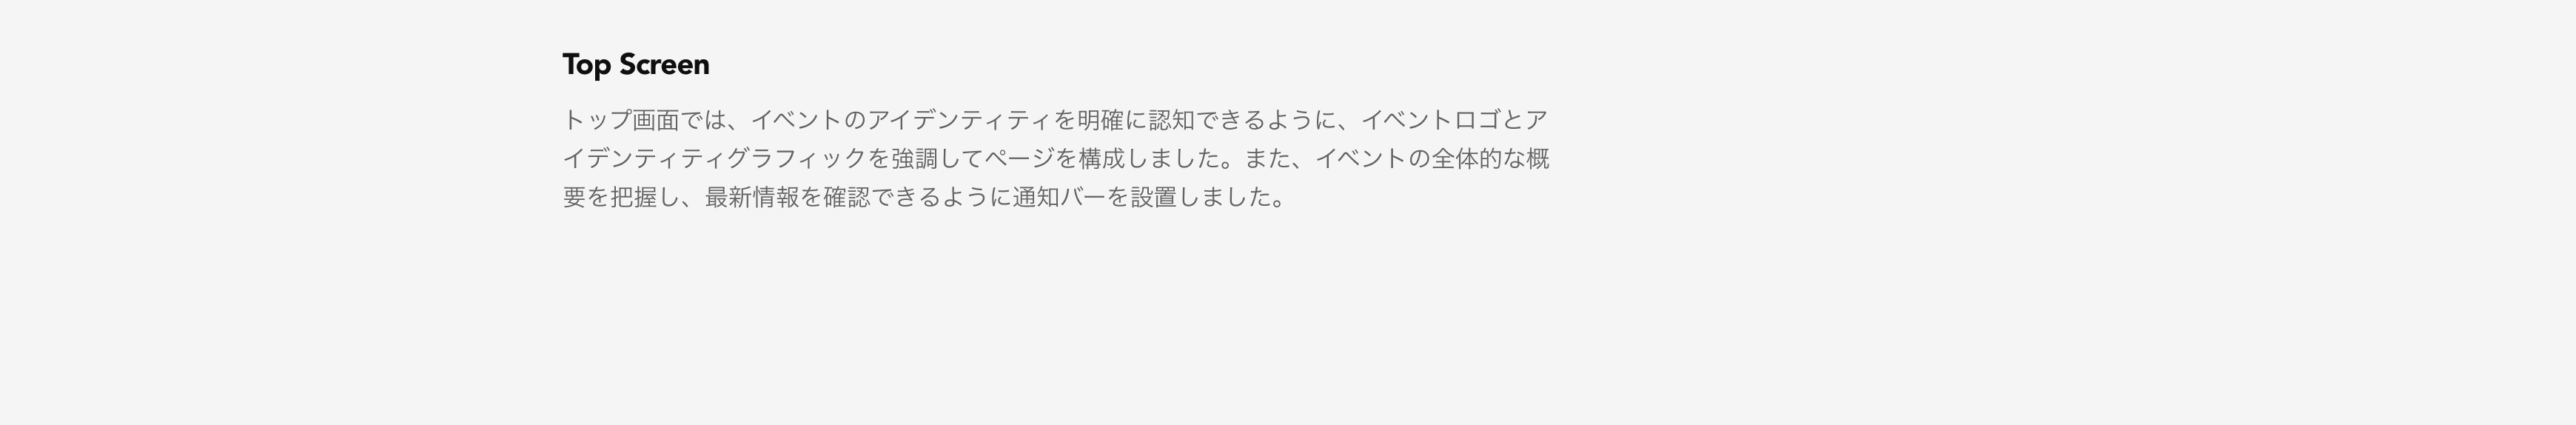 Top Screen
トップ画面では、イベントのアイデンティティを明確に認知できるように、イベントロゴとア
イデンティティグラフィックを強調してページを構成しました。また、イベントの全体的な概
要を把握し、最新情報を確認できるように通知バーを設置しました。